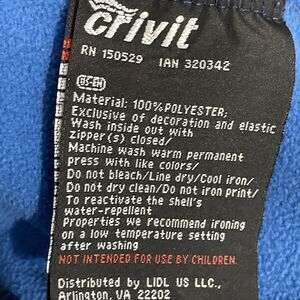 crivit
RN 150529 IAN 320342
US-EN
Material: 100%POLYESTER;
Exclusive of decoration and elastic
Wash inside out with
zipper(s) closed/
Machine wash warm permanent
press with like colors/
Do not bleach/Line dry/Cool iron/
Do not dry clean/Do not iron print/
To reactivate the shell's
water-repellent
Properties we recommend ironing
on a low temperature setting
after washing
NOT INTENDED FOR USE BY CHILDREN.
Distributed by LIDL US LLC.,
Arlington, VA 22202